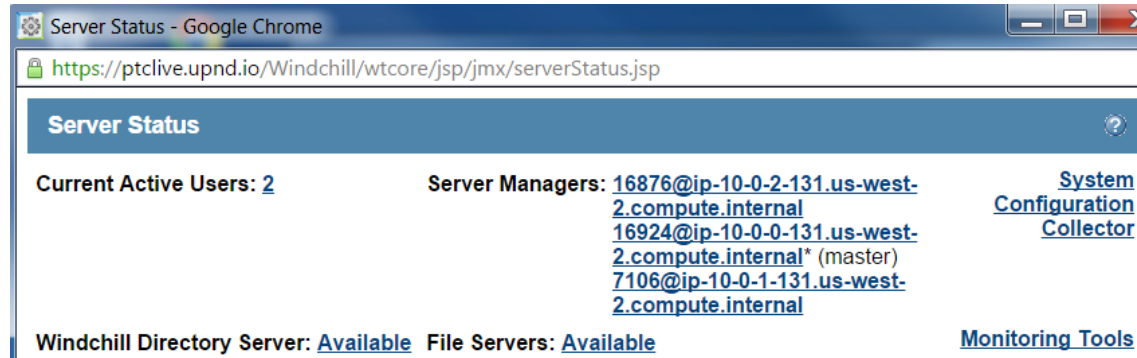 Server Status - Google Chrome
https://ptclive.upnd.io/Windchill/wtcore/jsp/jmx/serverStatus.jsp
Server Status
Current Active Users: 2
Server Managers: 16876@ip-10-0-2-131.us-west-
2.compute.internal
16924@ip-10-0-0-131.us-west-
2.compute.internal* (master)
7106@ip-10-0-1-131.us-west-
2.compute.internal
System
Configuration
Collector
Windchill Directory Server: Available File Servers: Available
Monitoring Tools